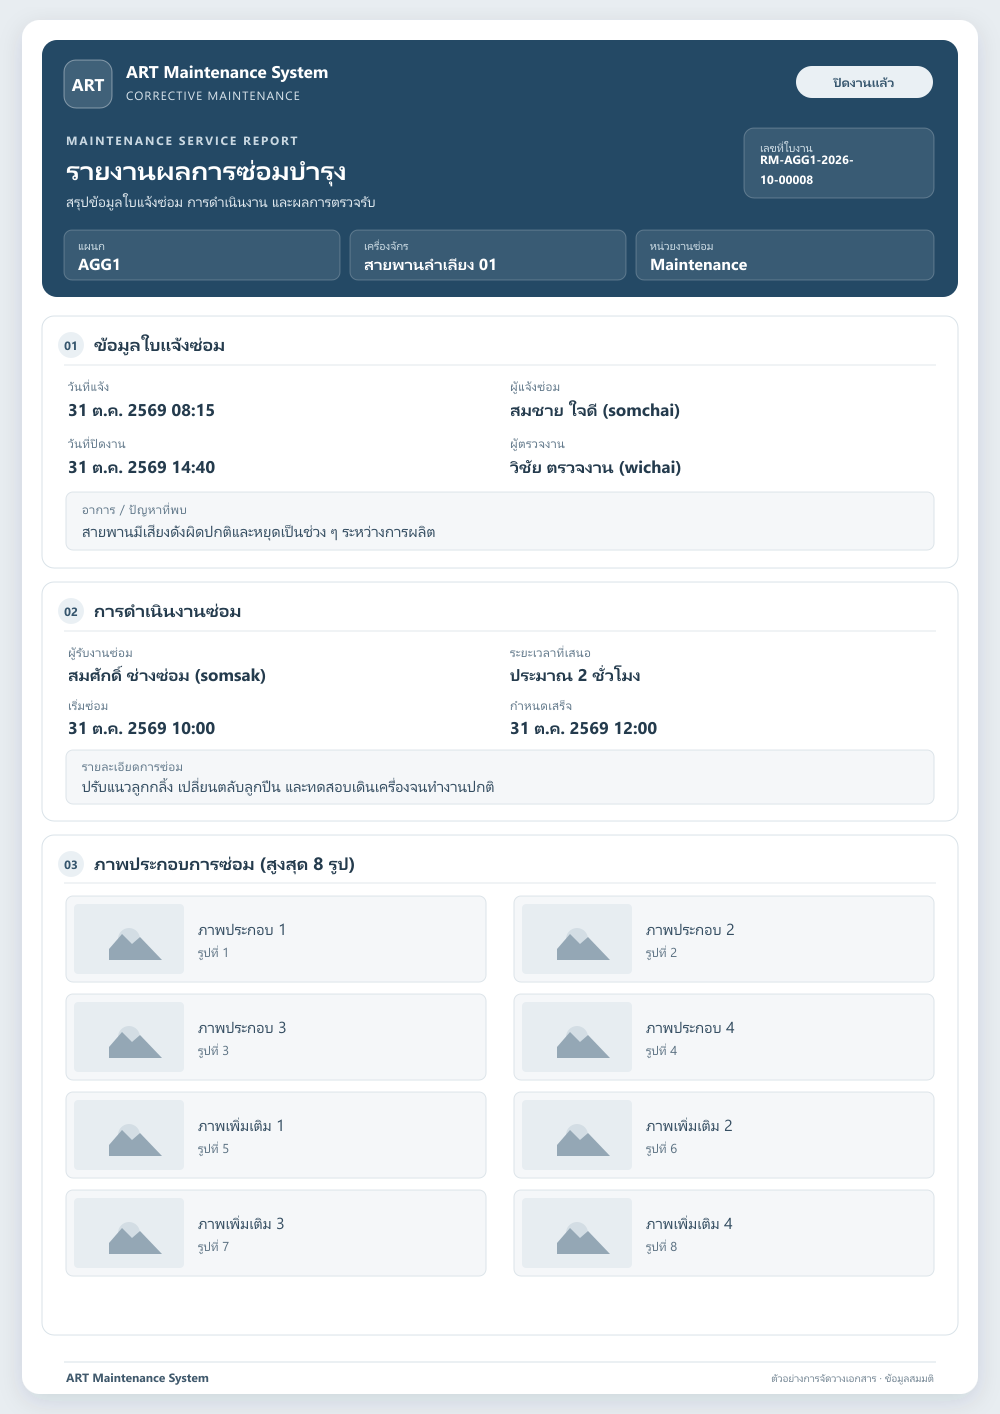 ART
ART Maintenance System
CORRECTIVE MAINTENANCE
ปิดงานแล้ว
MAINTENANCE SERVICE REPORT
รายงานผลการซ่อมบำรุง
สรุปข้อมูลใบแจ้งซ่อม การดำเนินงาน และผลการตรวจรับ
เลขที่ใบงาน
RM-AGG1-2026-
10-00008
แผนก
AGG1
เครื่องจักร
สายพานลำเลียง 01
หน่วยงานซ่อม
Maintenance
01 ข้อมูลใบแจ้งซ่อม
วันที่แจ้ง
31 ต.ค. 2569 08:15
ผู้แจ้งซ่อม
สมชาย ใจดี (somchai)
วันที่ปิดงาน
31 ต.ค. 2569 14:40
ผู้ตรวจงาน
วิชัย ตรวจงาน (wichai)
อาการ / ปัญหาที่พบ
สายพานมีเสียงดังผิดปกติและหยุดเป็นช่วง ๆ ระหว่างการผลิต
02 การดำเนินงานซ่อม
ผู้รับงานซ่อม
สมศักดิ์ ช่างซ่อม (somsak)
ระยะเวลาที่เสนอ
ประมาณ 2 ชั่วโมง
เริ่มซ่อม
31 ต.ค. 2569 10:00
กำหนดเสร็จ
31 ต.ค. 2569 12:00
รายละเอียดการซ่อม
ปรับแนวลูกกลิ้ง เปลี่ยนตลับลูกปืน และทดสอบเดินเครื่องจนทำงานปกติ
03 ภาพประกอบการซ่อม (สูงสุด 8 รูป)
ภาพประกอบ 1
รูปที่ 1
ภาพประกอบ 2
รูปที่ 2
ภาพประกอบ 3
รูปที่ 3
ภาพประกอบ 4
รูปที่ 4
ภาพเพิ่มเติม 1
รูปที่ 5
ภาพเพิ่มเติม 2
รูปที่ 6
ภาพเพิ่มเติม 3
รูปที่ 7
ภาพเพิ่มเติม 4
รูปที่ 8
ART Maintenance System
ตัวอย่างการจัดวางเอกสาร · ข้อมูลสมมติ